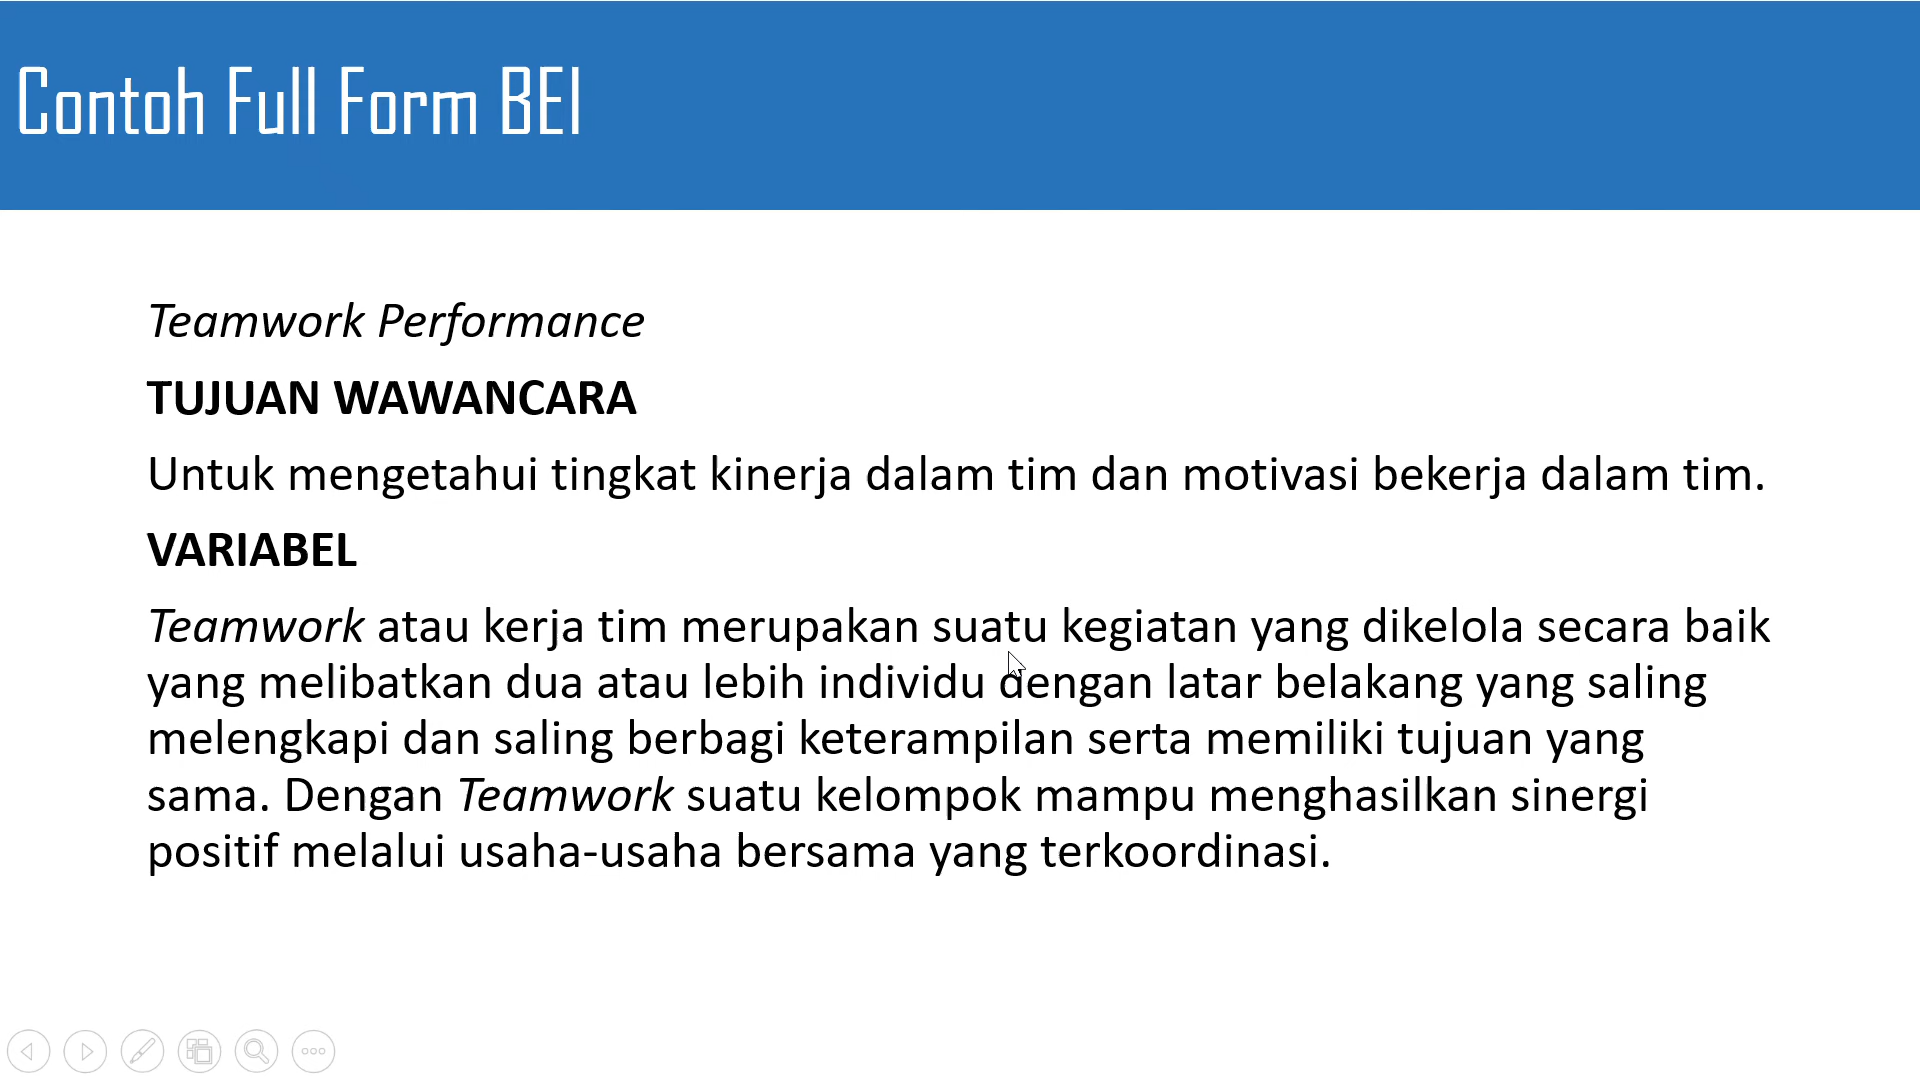 Contoh Full Form BEI
Teamwork Performance
TUJUAN WAWANCARA
Untuk mengetahui tingkat kinerja dalam tim dan motivasi bekerja dalam tim.
VARIABEL
Teamwork atau kerja tim merupakan suatu kegiatan yang dikelola secara baik
yang melibatkan dua atau lebih individu dengan latar belakang yang saling
melengkapi dan saling berbagi keterampilan serta memiliki tujuan yang
sama. Dengan Teamwork suatu kelompok mampu menghasilkan sinergi
positif melalui usaha-usaha bersama yang terkoordinasi.